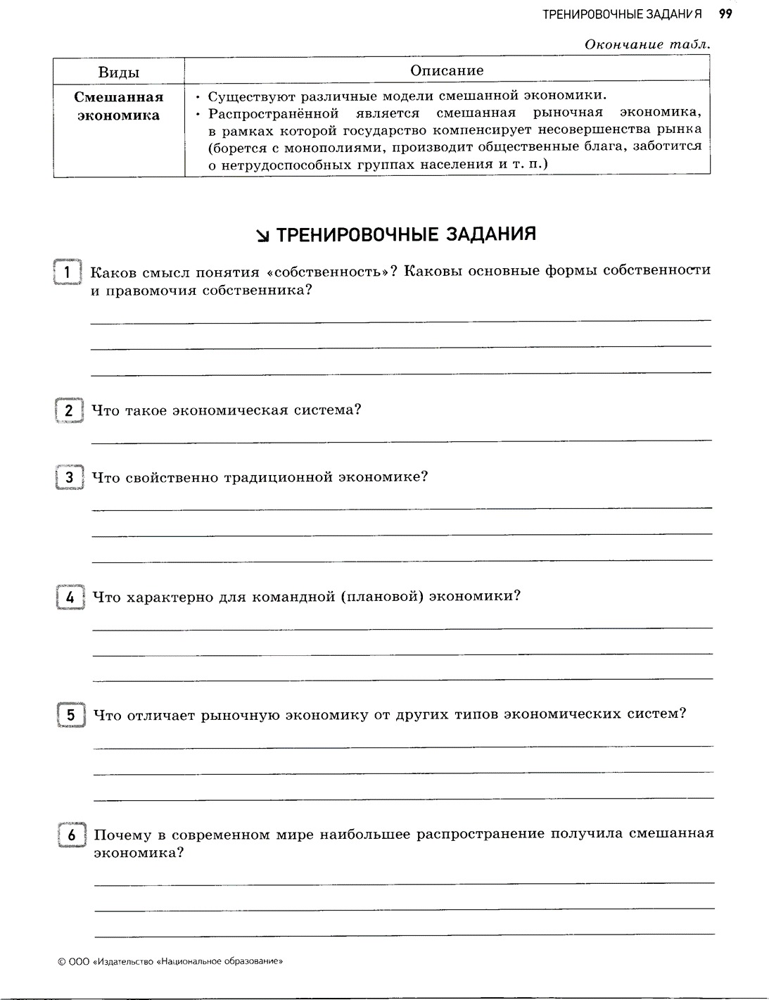 ТРЕНИРОВОЧНЫЕ ЗАДАНИЯ 99
Окончание табл.
Виды Описание
Смешанная
экономика
• Существуют различные модели смешанной экономики.
• Распространённой является смешанная рыночная экономика,
в рамках которой государство компенсирует несовершенства рынка
(борется с монополиями, производит общественные блага, заботится
о нетрудоспособных группах населения и т. п.)
ТРЕНИРОВОЧНЫЕ ЗАДАНИЯ
1 Каков смысл понятия «собственность»? Каковы основные формы собственности
и правомочия собственника?
2 Что такое экономическая система?
3 Что свойственно традиционной экономике?
4 Что характерно для командной (плановой) экономики?
5 Что отличает рыночную экономику от других типов экономических систем?
6 Почему в современном мире наибольшее распространение получила смешанная
экономика?
© ООО «Издательство «Национальное образование»